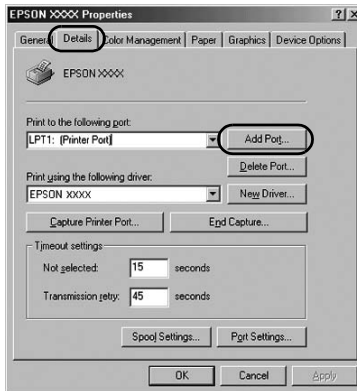 EPSON XXXX Properties
General Details Color Management Paper Graphics Device Options
EPSON XXXX
Print to the following port:
LPT1: (Printer Port) Add Port...
Delete Port...
Print using the following driver:
EPSON XXXX New Driver...
Capture Printer Port... End Capture...
Timeout settings
Not selected: 15 seconds
Transmission retry: 45 seconds
Spool Settings... Port Settings...
OK Cancel Apply